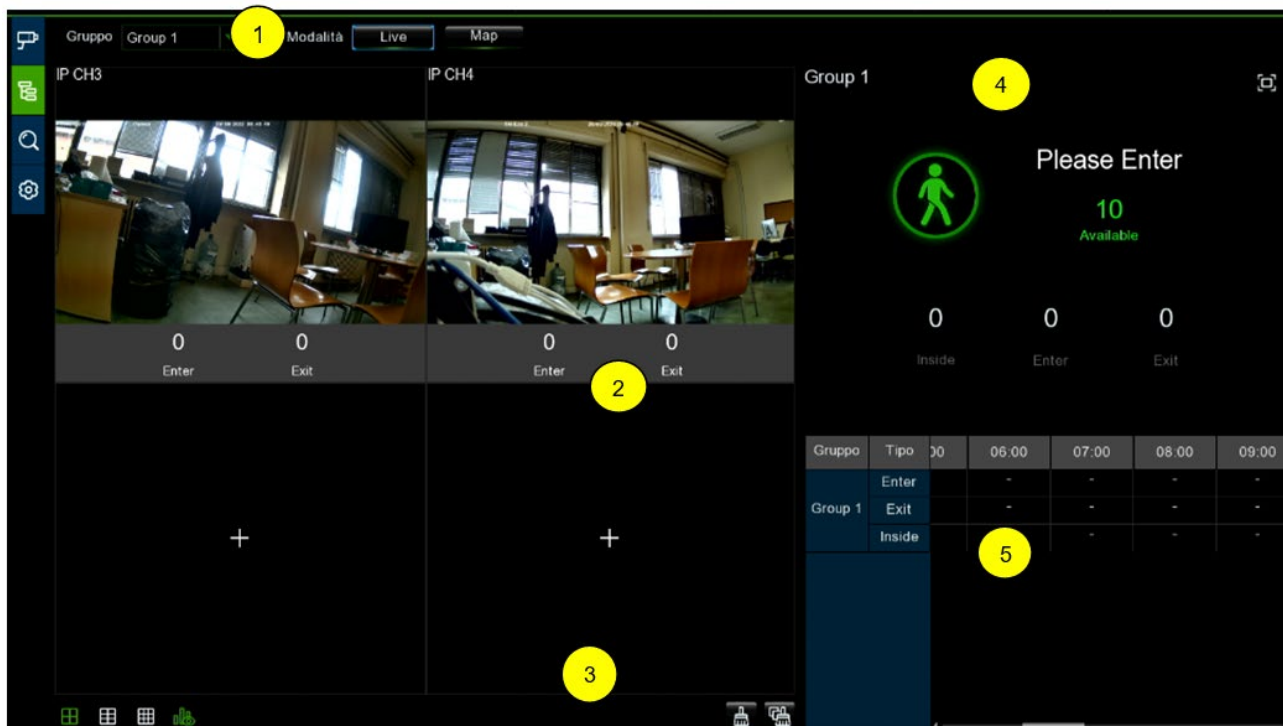 Gruppo Group 1 1 Modalità Live Map
IP CH3
IP CH4
0 0
Enter Exit
0 0
Enter Exit
2
+ +
3
Group 1 4
Please Enter
10
Available
0 0 0
Inside Enter Exit
Gruppo Tipo 00 06:00 07:00 08:00 09:00
Enter - - - -
Group 1 Exit - - - -
Inside - - -
5